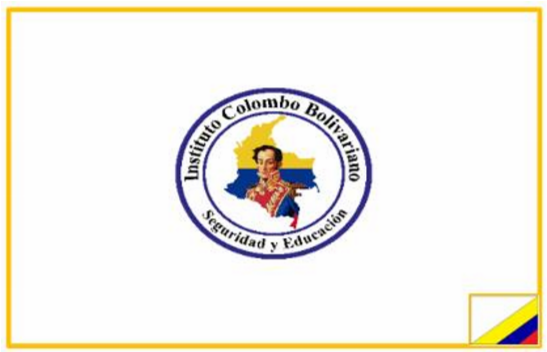 Instituto Colombo Bolivariano
Seguridad y Educación